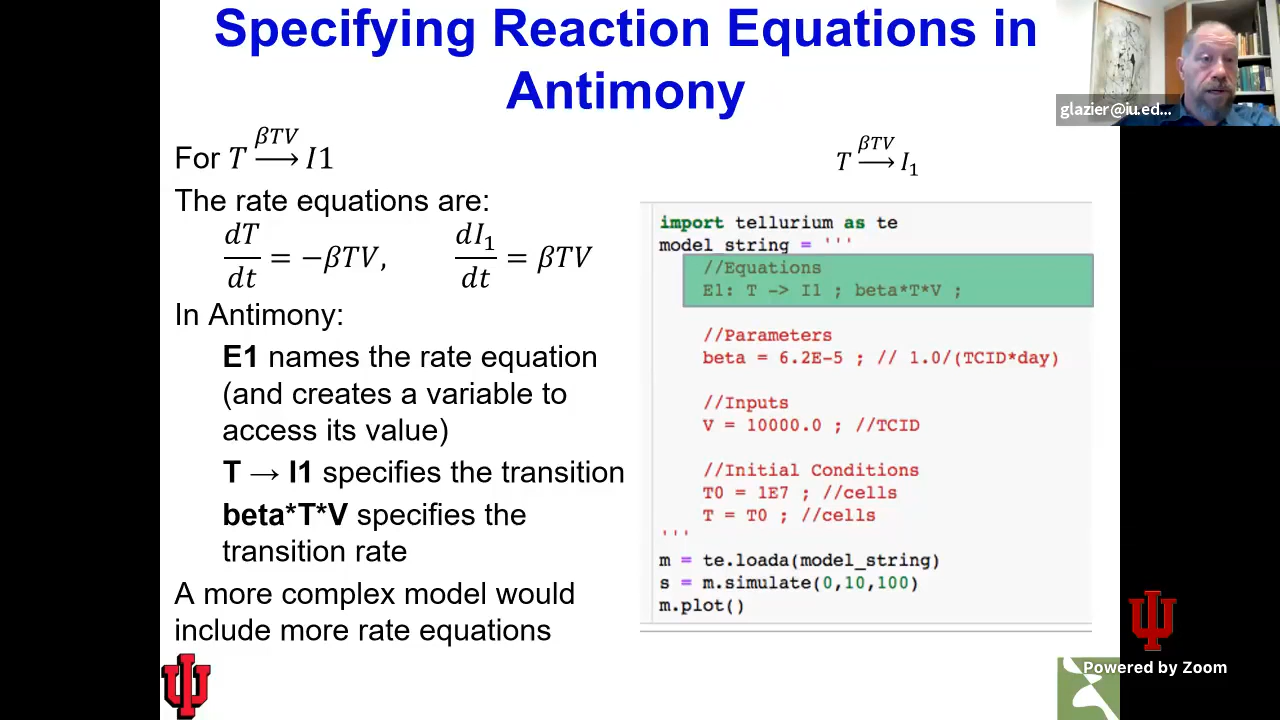 Specifying Reaction Equations in
Antimony
glazier@iu.ed...
For T βTV⟶ I1
The rate equations are:
dT/dt = −βTV, dI₁/dt = βTV
In Antimony:
E1 names the rate equation
(and creates a variable to
access its value)
T → I1 specifies the transition
beta*T*V specifies the
transition rate
A more complex model would
include more rate equations
T βTV⟶ I₁
import tellurium as te
model_string = '''
//Equations
E1: T -> I1 ; beta*T*V ;
//Parameters
beta = 6.2E-5 ; // 1.0/(TCID*day)
//Inputs
V = 10000.0 ; //TCID
//Initial Conditions
T0 = 1E7 ; //cells
T = T0 ; //cells
'''
m = te.loada(model_string)
s = m.simulate(0,10,100)
m.plot()
Powered by Zoom